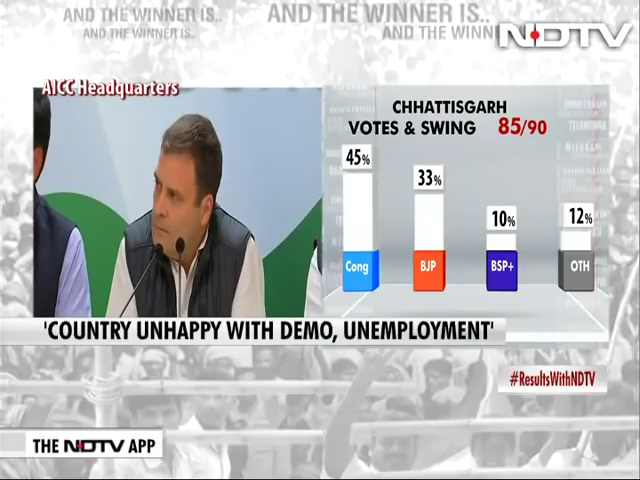 AND THE WINNER IS..
AND THE WINNER IS..
AND THE WINNER IS..
AND THE WINN
NDTV
AICC Headquarters
CHHATTISGARH
VOTES & SWING 85/90
45%
33%
10%
12%
Cong
BJP
BSP+
OTH
'COUNTRY UNHAPPY WITH DEMO, UNEMPLOYMENT'
#ResultsWithNDTV
THE NDTV APP